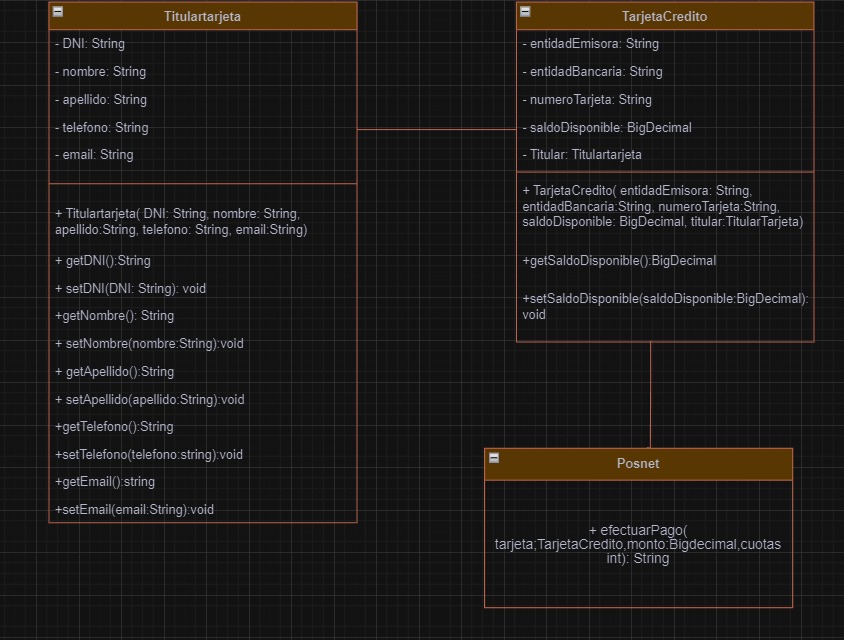 Titulartarjeta
- DNI: String
- nombre: String
- apellido: String
- telefono: String
- email: String
+ Titulartarjeta( DNI: String, nombre: String,
apellido:String, telefono: String, email:String)
+ getDNI():String
+ setDNI(DNI: String): void
+getNombre(): String
+ setNombre(nombre:String):void
+ getApellido():String
+ setApellido(apellido:String):void
+getTelefono():String
+setTelefono(telefono:string):void
+getEmail():string
+setEmail(email:String):void
TarjetaCredito
- entidadEmisora: String
- entidadBancaria: String
- numeroTarjeta: String
- saldoDisponible: BigDecimal
- Titular: Titulartarjeta
+ TarjetaCredito( entidadEmisora: String,
entidadBancaria:String, numeroTarjeta:String,
saldoDisponible: BigDecimal, titular:TitularTarjeta)
+getSaldoDisponible():BigDecimal
+setSaldoDisponible(saldoDisponible:BigDecimal):
void
Posnet
+ efectuarPago(
tarjeta;TarjetaCredito,monto:Bigdecimal,cuotas
int): String